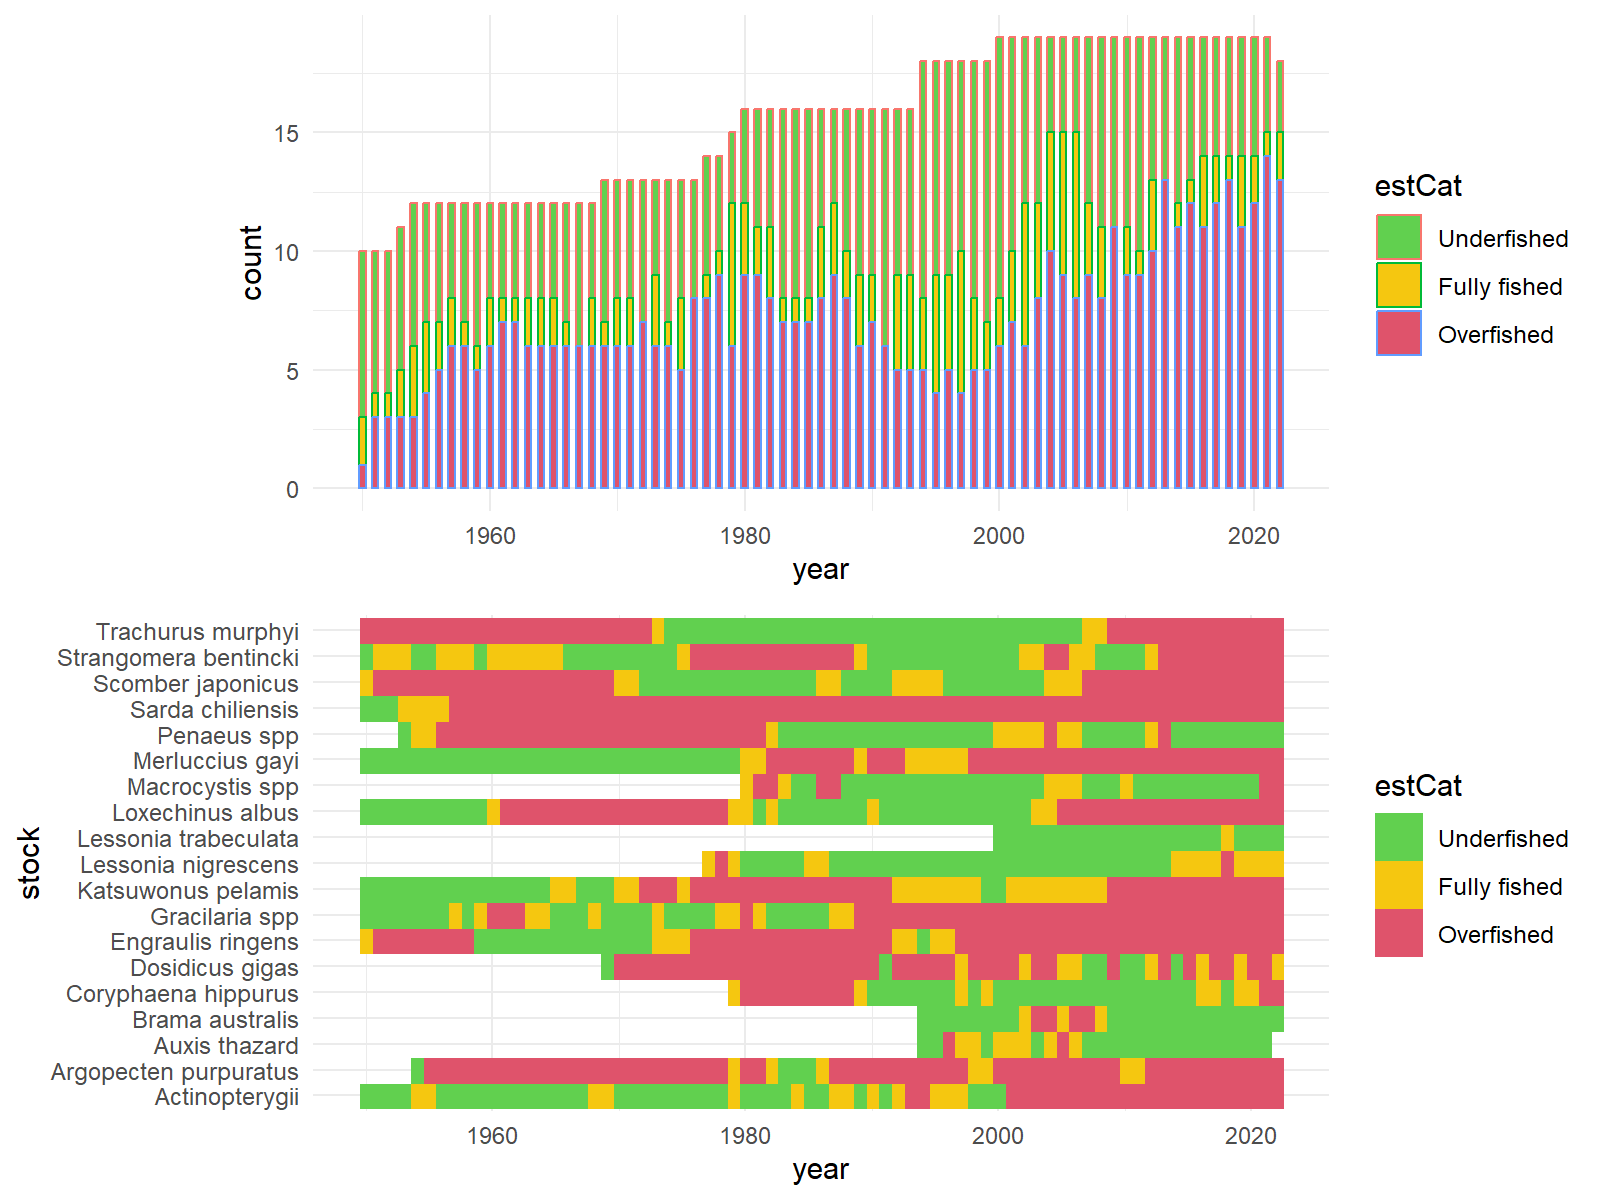 count
15
10
5
0
1960 1980 2000 2020
year
estCat
Underfished
Fully fished
Overfished
stock
Trachurus murphyi
Strangomera bentincki
Scomber japonicus
Sarda chiliensis
Penaeus spp
Merluccius gayi
Macrocystis spp
Loxechinus albus
Lessonia trabeculata
Lessonia nigrescens
Katsuwonus pelamis
Gracilaria spp
Engraulis ringens
Dosidicus gigas
Coryphaena hippurus
Brama australis
Auxis thazard
Argopecten purpuratus
Actinopterygii
1960 1980 2000 2020
year
estCat
Underfished
Fully fished
Overfished